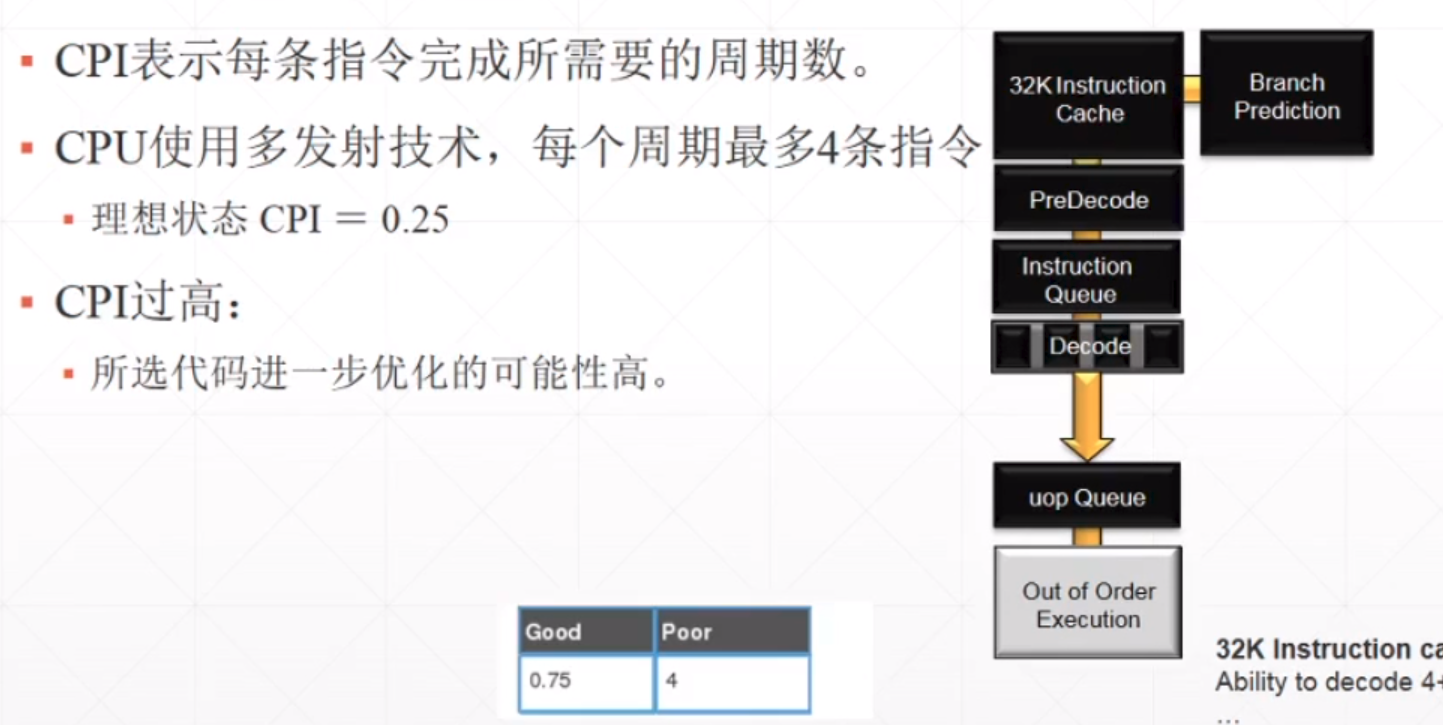 CPI表示每条指令完成所需要的周期数。
CPU使用多发射技术，每个周期最多4条指令
理想状态 CPI = 0.25
CPI过高：
所选代码进一步优化的可能性高。
Good Poor
0.75 4
32K Instruction
Cache
Branch
Prediction
PreDecode
Instruction
Queue
Decode
uop Queue
Out of Order
Execution
32K Instruction
Ability to decode 4+
...